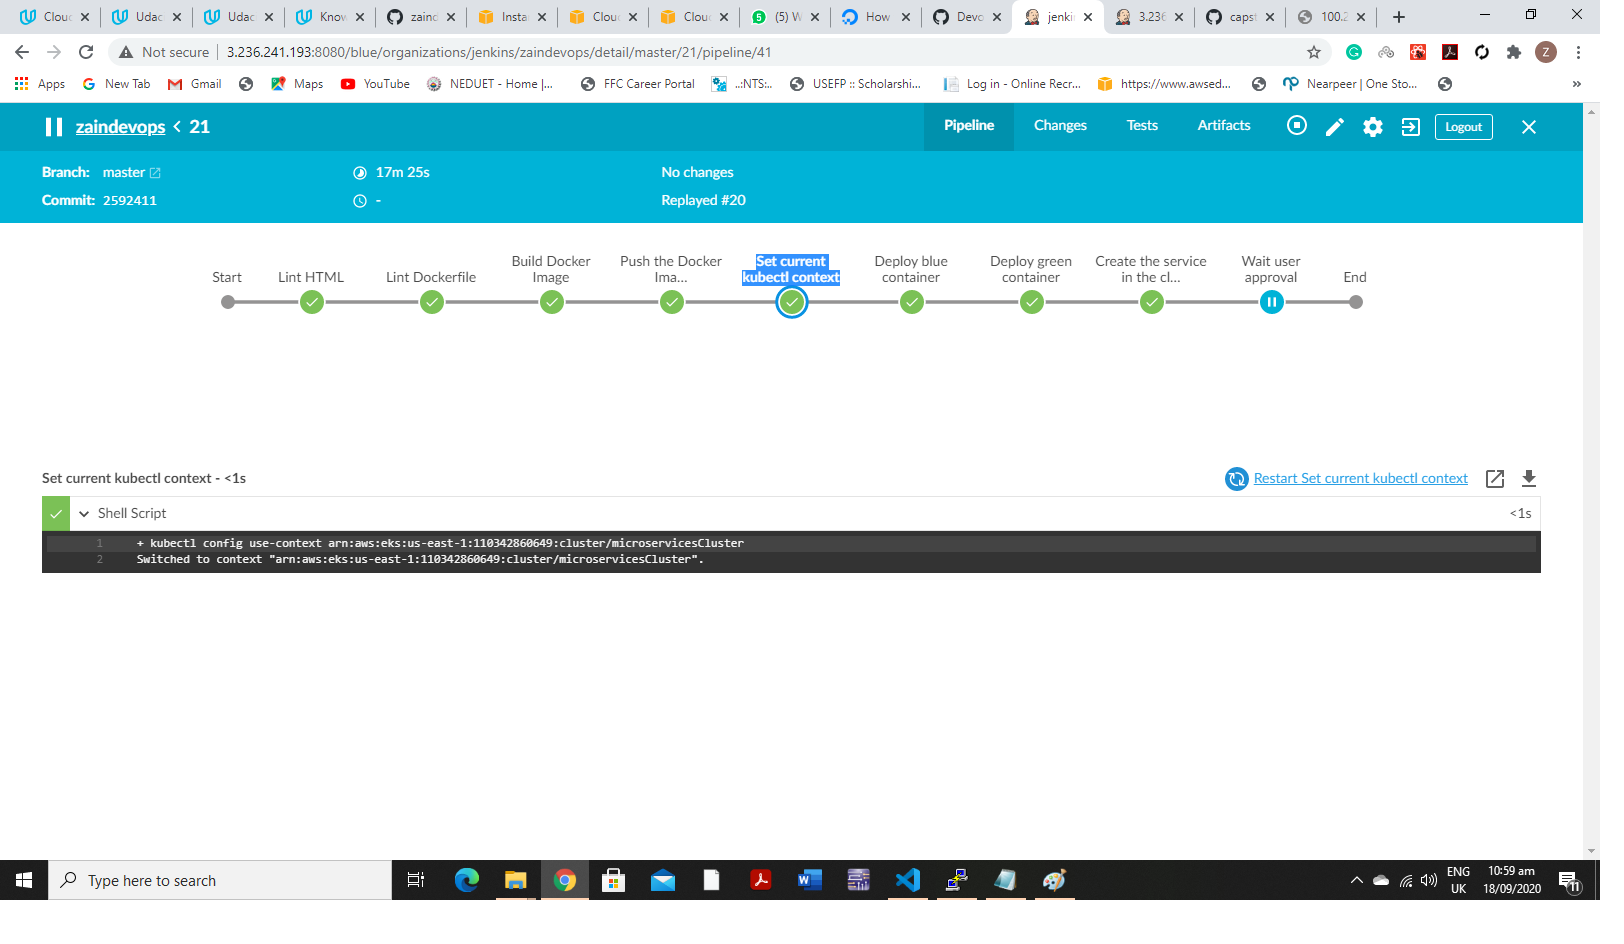 Clou
Udac
Udac
Know
zaind
Insta
Clou
Clou
(5) W
How
Devo
jenki
3.236
capst
100.2
Not secure
3.236.241.193:8080/blue/organizations/jenkins/zaindevops/detail/master/21/pipeline/41
Z
Apps
New Tab
Gmail
Maps
YouTube
NEDUET - Home |...
FFC Career Portal
..:NTS:..
USEFP :: Scholarshi...
Log in - Online Recr...
https://www.awsed...
Nearpeer | One Sto...
»
zaindevops < 21
Pipeline
Changes
Tests
Artifacts
Logout
Branch: master
17m 25s
No changes
Commit: 2592411
-
Replayed #20
Start
Lint HTML
Lint Dockerfile
Build Docker
Image
Push the Docker
Ima...
Set current
kubectl context
Deploy blue
container
Deploy green
container
Create the service
in the cl...
Wait user
approval
End
Set current kubectl context - <1s
Restart Set current kubectl context
Shell Script
<1s
1 + kubectl config use-context arn:aws:eks:us-east-1:110342860649:cluster/microservicesCluster
2 Switched to context "arn:aws:eks:us-east-1:110342860649:cluster/microservicesCluster".
Type here to search
ENG
UK
10:59 am
18/09/2020
11